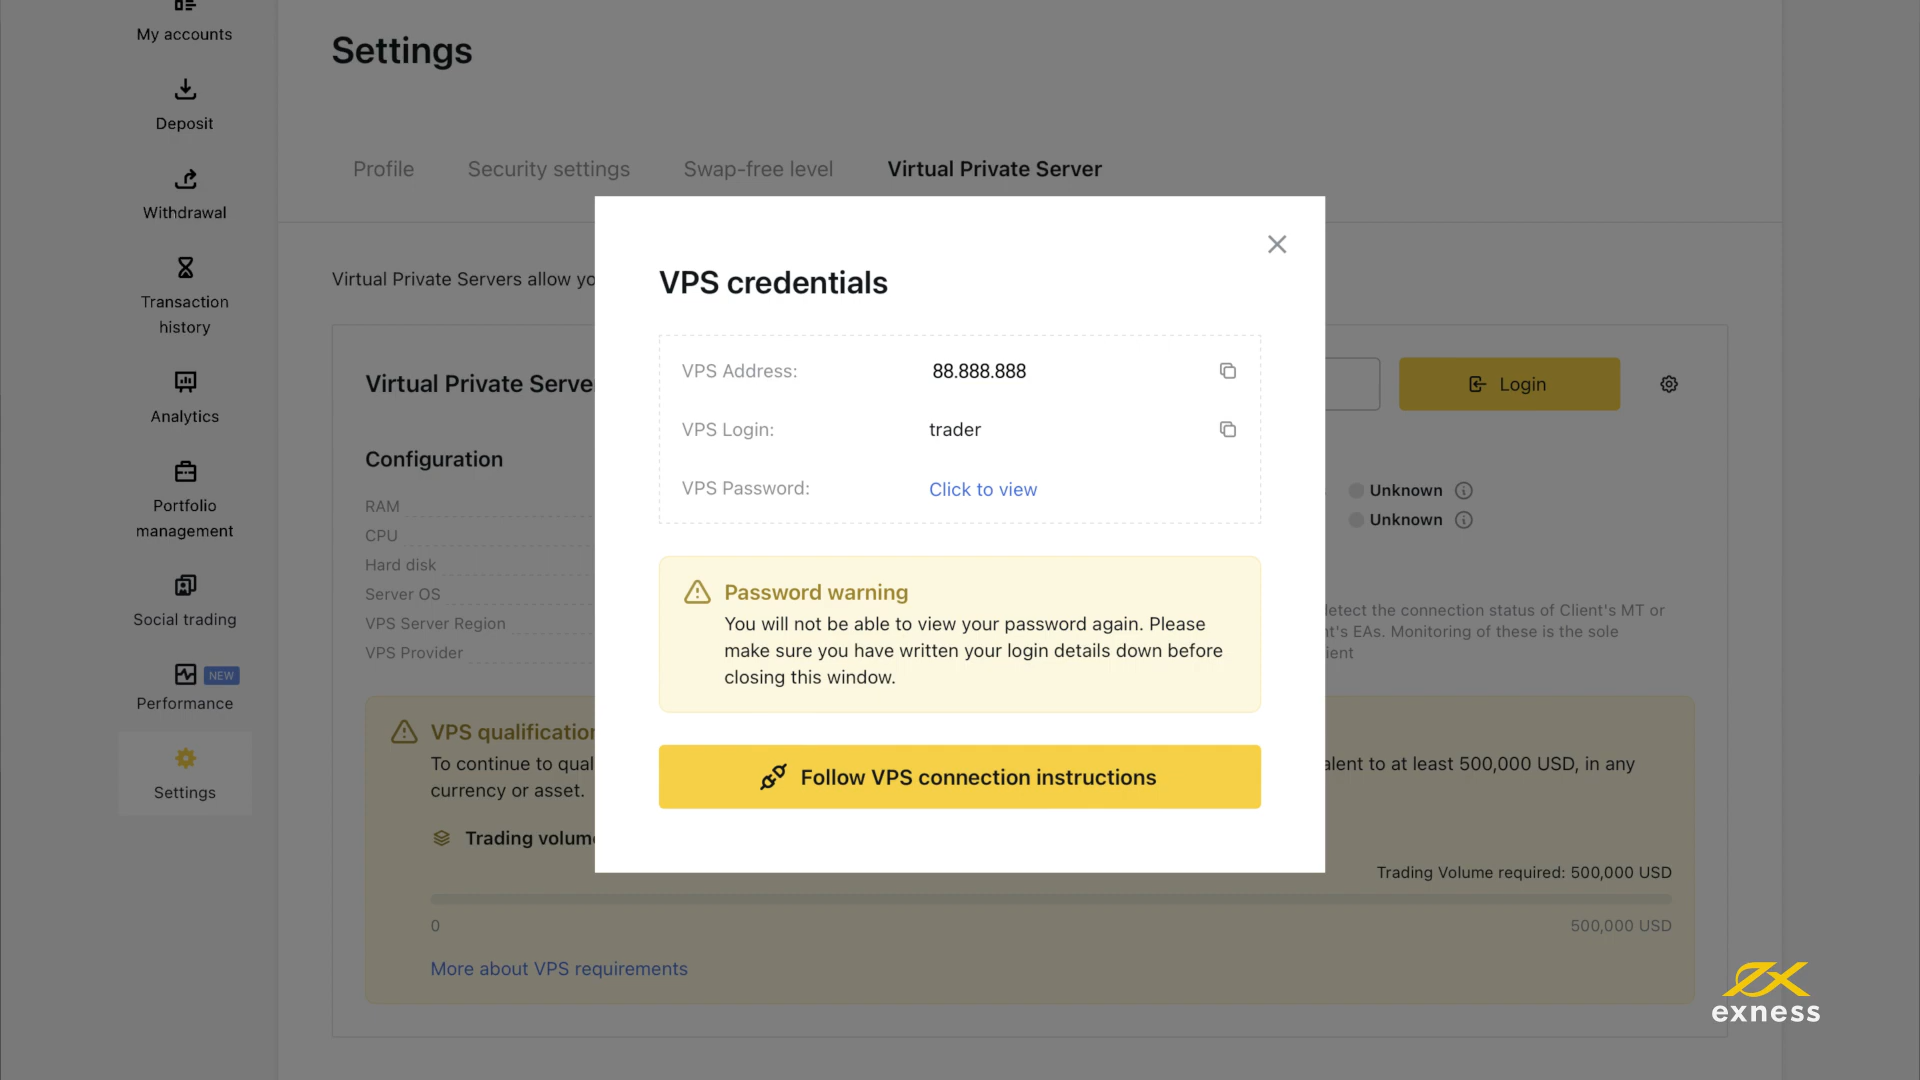 My accounts
Deposit
Withdrawal
Transaction
history
Analytics
Portfolio
management
Social trading
NEW
Performance
Settings
Settings
Profile
Security settings
Swap-free level
Virtual Private Server
Virtual Private Servers allow yo
Virtual Private Serve
Login
Configuration
RAM
CPU
Hard disk
Server OS
VPS Server Region
VPS Provider
Unknown
Unknown
etect the connection status of Client's MT or
t's EAs. Monitoring of these is the sole
ient
VPS qualification
To continue to qual
alent to at least 500,000 USD, in any
currency or asset.
Trading volume
Trading Volume required: 500,000 USD
0
500,000 USD
More about VPS requirements
VPS credentials
VPS Address:
88.888.888
VPS Login:
trader
VPS Password:
Click to view
Password warning
You will not be able to view your password again. Please
make sure you have written your login details down before
closing this window.
Follow VPS connection instructions
ex
exness